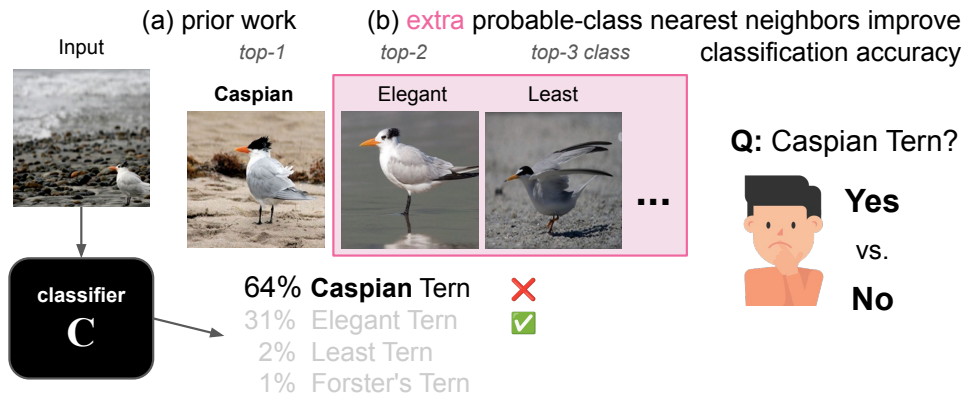 (a) prior work
(b) extra probable-class nearest neighbors improve
classification accuracy
Input
top-1
top-2
top-3 class
Caspian
Elegant
Least
...
Q: Caspian Tern?
Yes
vs.
No
classifier
C
64% Caspian Tern
31% Elegant Tern
2% Least Tern
1% Forster's Tern